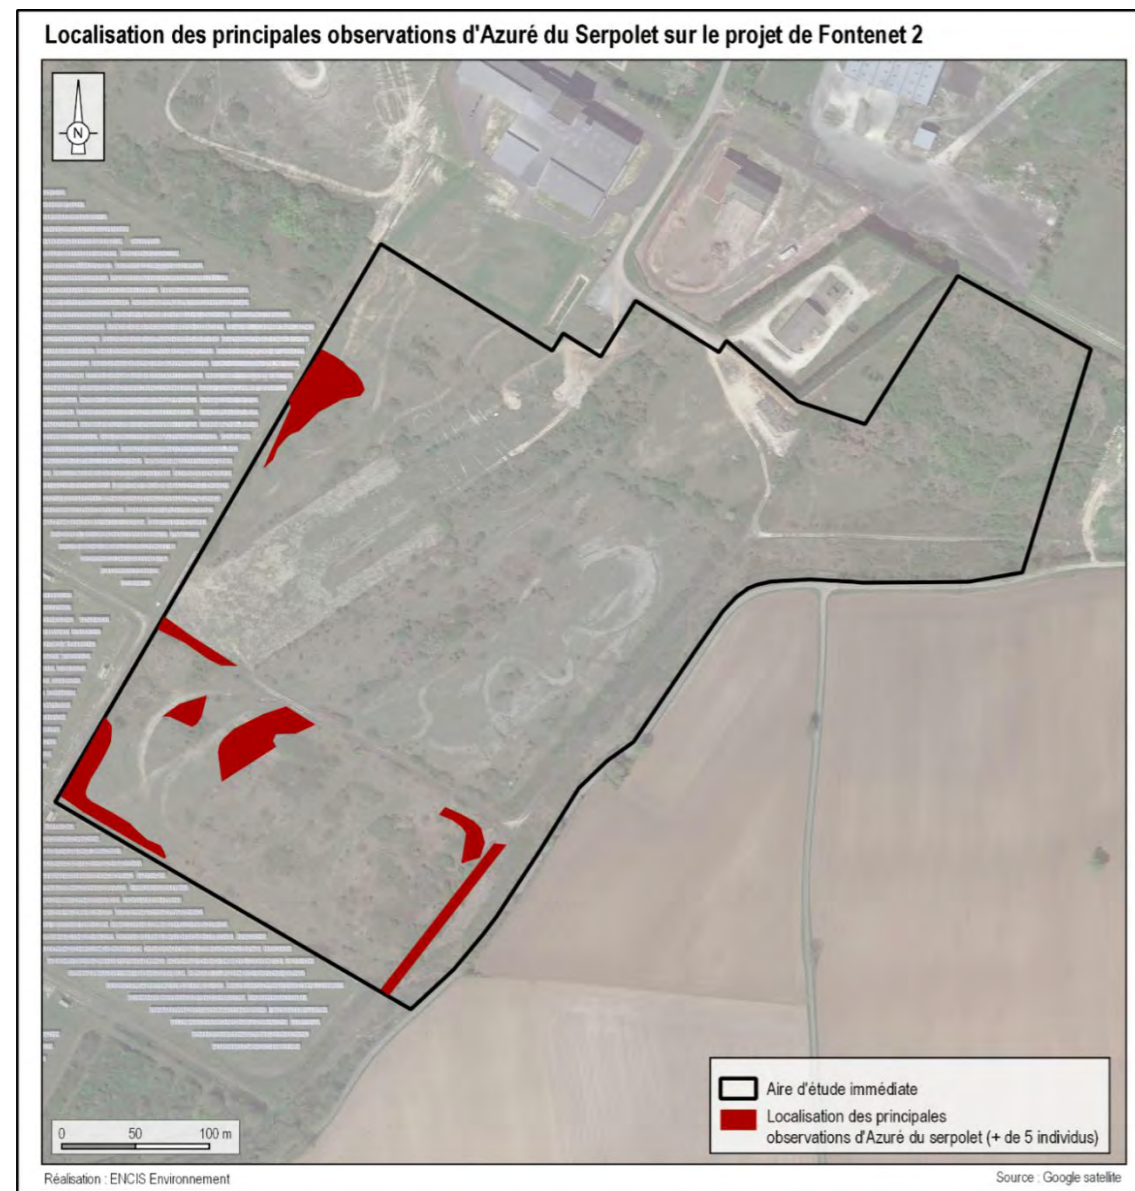 Localisation des principales observations d'Azuré du Serpolet sur le projet de Fontenet 2
N
Aire d'étude immédiate
Localisation des principales
observations d'Azuré du serpolet (+ de 5 individus)
0 50 100 m
Réalisation : ENCIS Environnement
Source : Google satellite